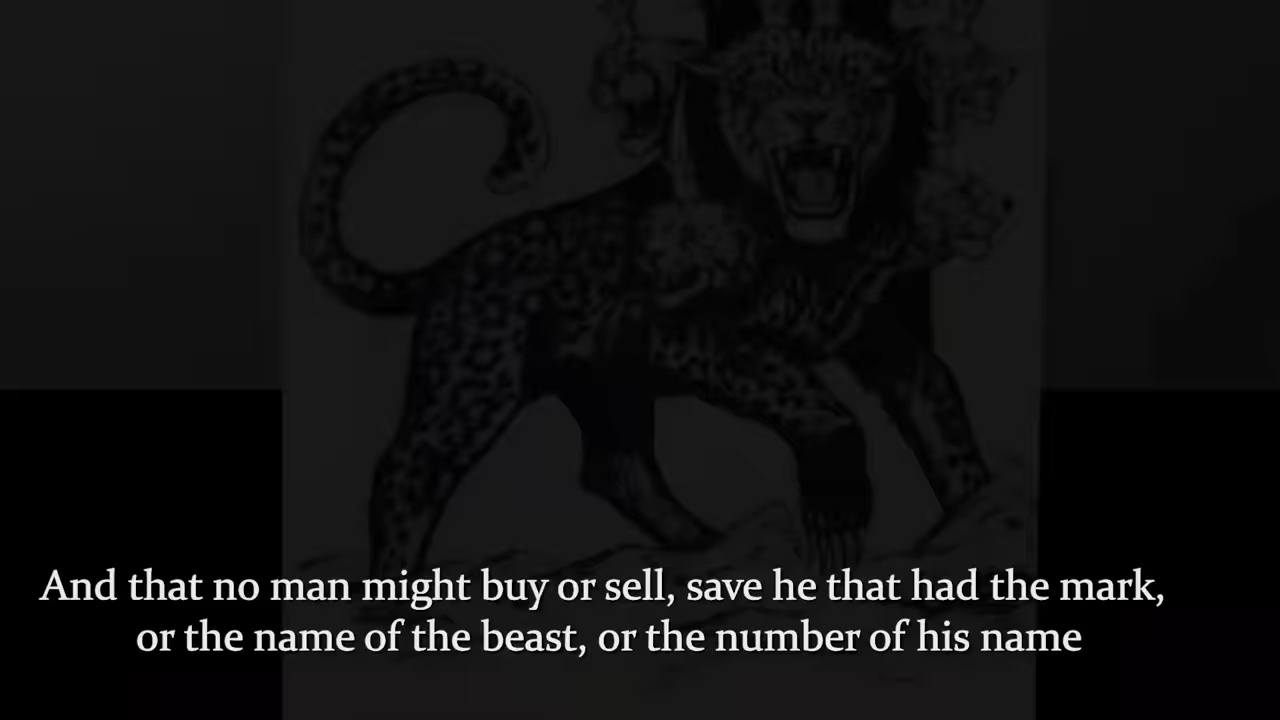 And that no man might buy or sell, save he that had the mark,
or the name of the beast, or the number of his name